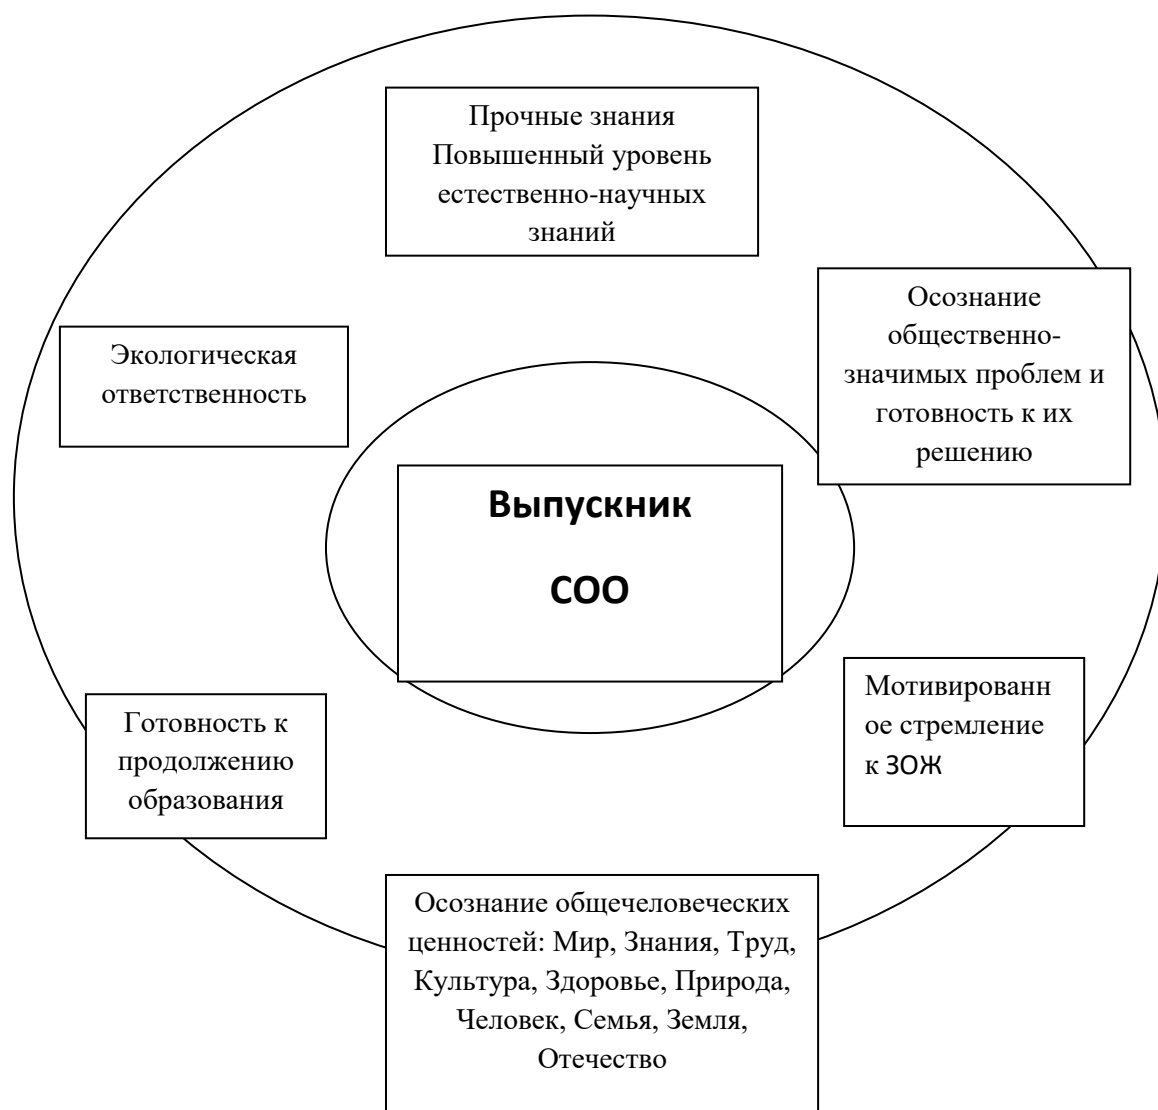 Прочные знания
Повышенный уровень
естественно-научных
знаний
Осознание
общественно-
значимых проблем и
готовность к их
решению
Экологическая
ответственность
Выпускник
СОО
Мотивированн
ое стремление
к ЗОЖ
Готовность к
продолжению
образования
Осознание общечеловеческих
ценностей: Мир, Знания, Труд,
Культура, Здоровье, Природа,
Человек, Семья, Земля,
Отечество